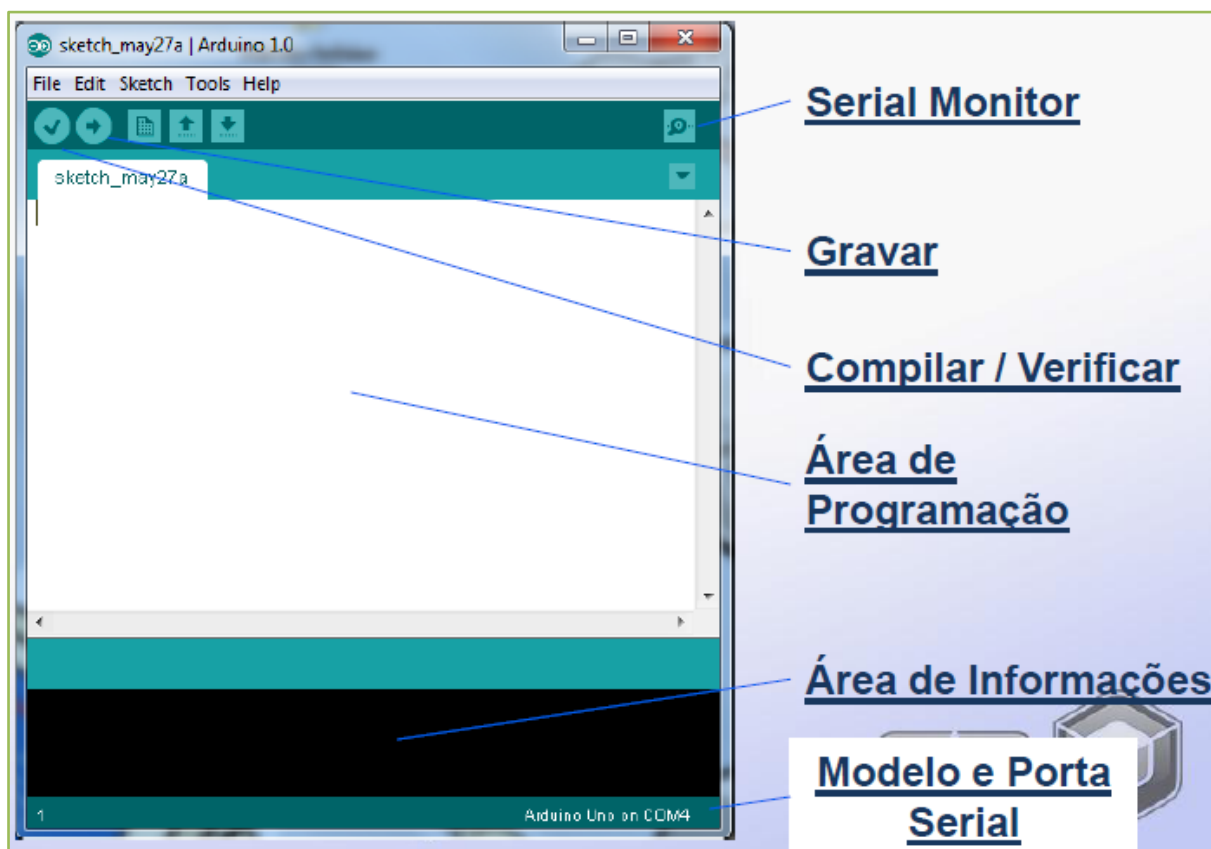 sketch_may27a | Arduino 1.0
File Edit Sketch Tools Help
sketch_may27a
Serial Monitor
Gravar
Compilar / Verificar
Área de
Programação
Área de Informações
Modelo e Porta
Serial
1
Arduino Uno on COM4